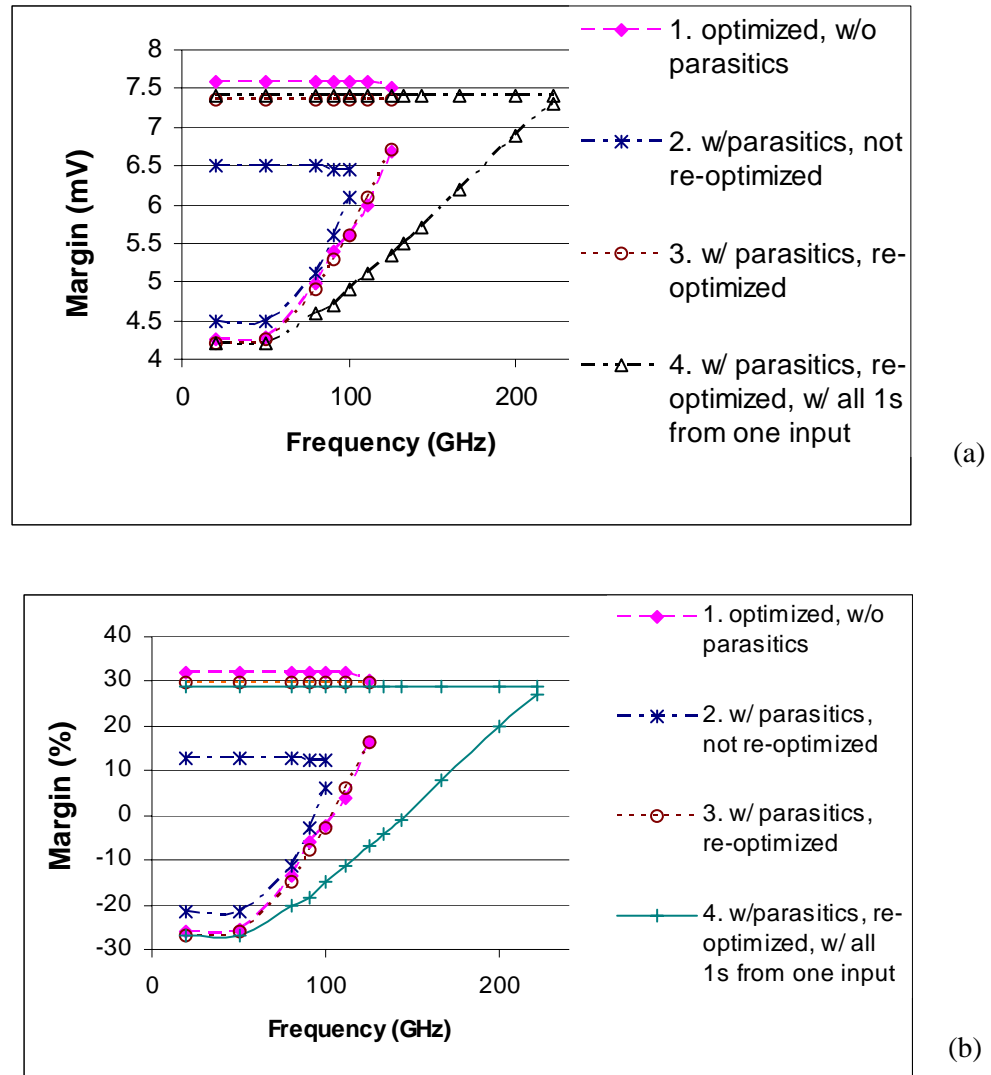 8
7.5
7
6.5
6
5.5
5
4.5
4
0
100
200
Margin (mV)
Frequency (GHz)
1. optimized, w/o
parasitics
2. w/parasitics, not
re-optimized
3. w/ parasitics, re-
optimized
4. w/ parasitics, re-
optimized, w/ all 1s
from one input
(a)
40
30
20
10
0
-10
-20
-30
0
100
200
Margin (%)
Frequency (GHz)
1. optimized, w/o
parasitics
2. w/ parasitics,
not re-optimized
3. w/ parasitics,
re-optimized
4. w/parasitics, re-
optimized, w/ all
1s from one input
(b)